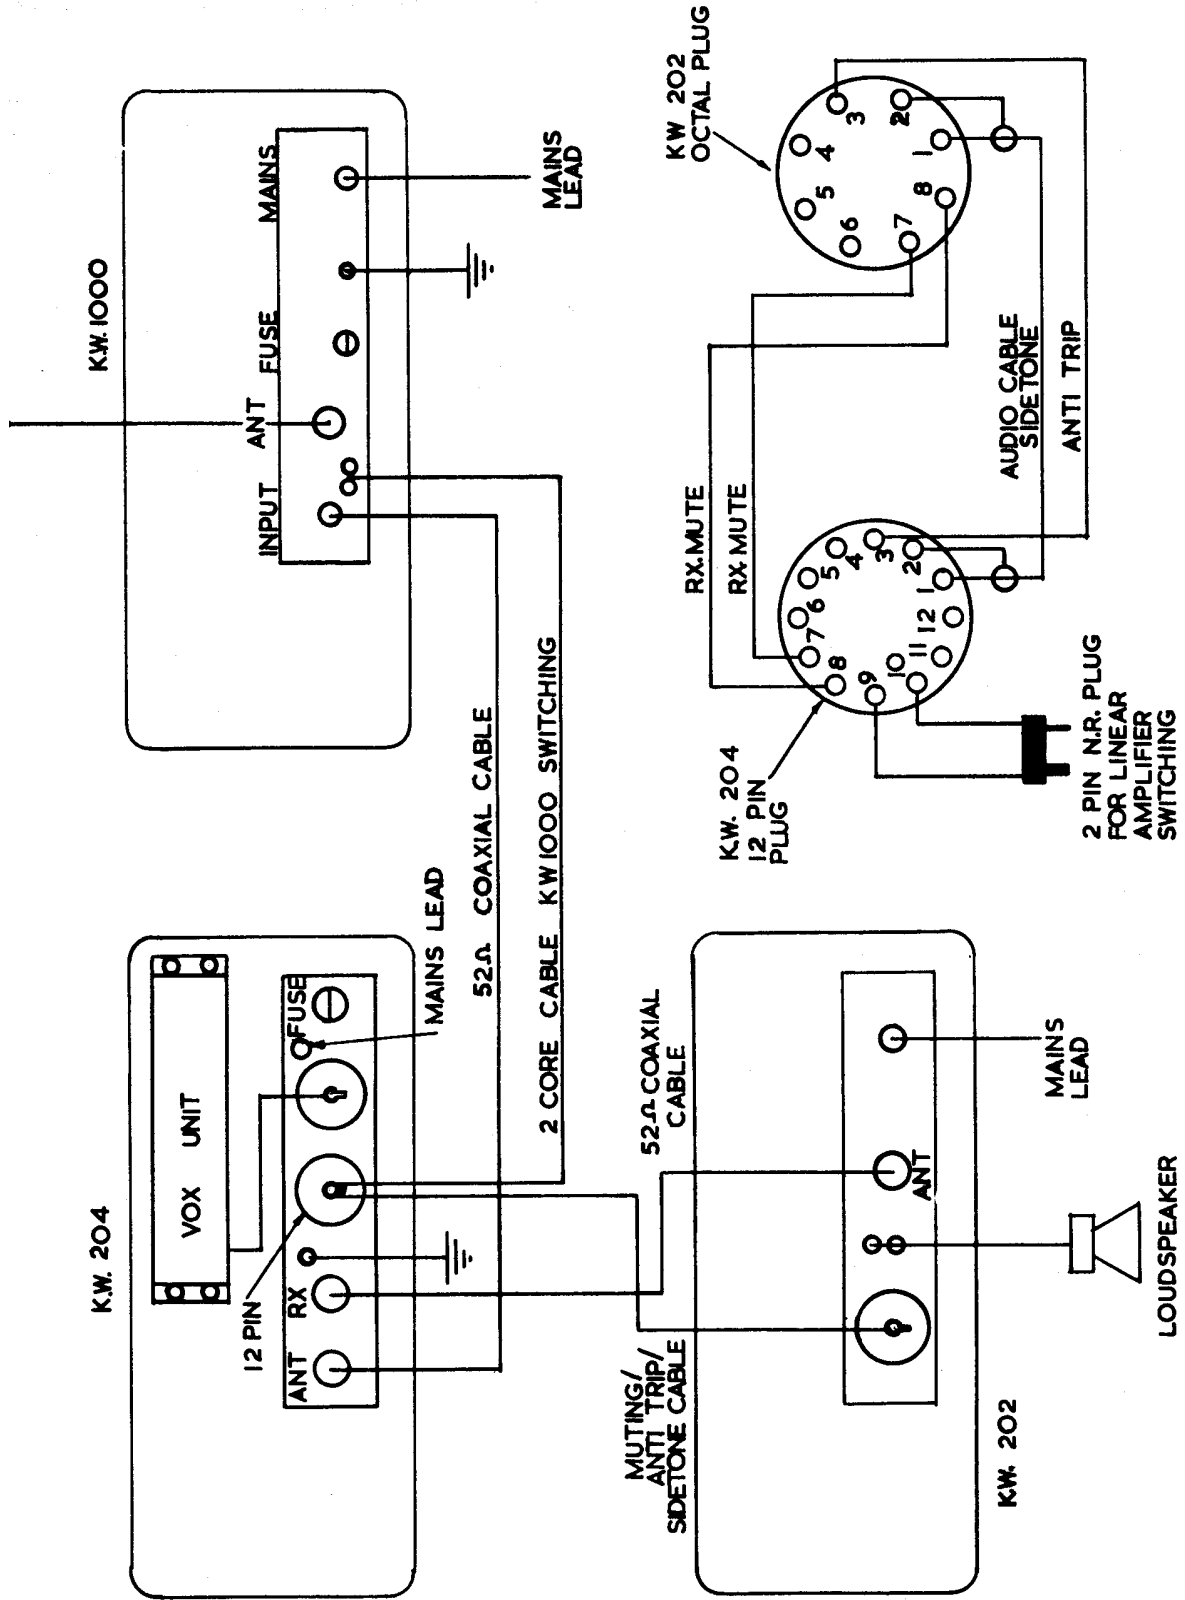 K.W. 204
VOX UNIT
12 PIN
ANT
RX
FUSE
MAINS LEAD
52Ω COAXIAL CABLE
2 CORE CABLE KW1000 SWITCHING
K.W. 1000
INPUT
ANT
FUSE
MAINS
MAINS
LEAD
MUTING/
ANTI TRIP/
SIDETONE CABLE
52Ω COAXIAL
CABLE
ANT
MAINS
LEAD
LOUDSPEAKER
K.W. 202
K.W. 204
12 PIN
PLUG
1
2
3
4
5
6
7
8
9
10
11
12
2 PIN N.R. PLUG
FOR LINEAR
AMPLIFIER
SWITCHING
RX.MUTE
RX MUTE
AUDIO CABLE
SIDETONE
ANTI TRIP
KW 202
OCTAL PLUG
1
2
3
4
5
6
7
8